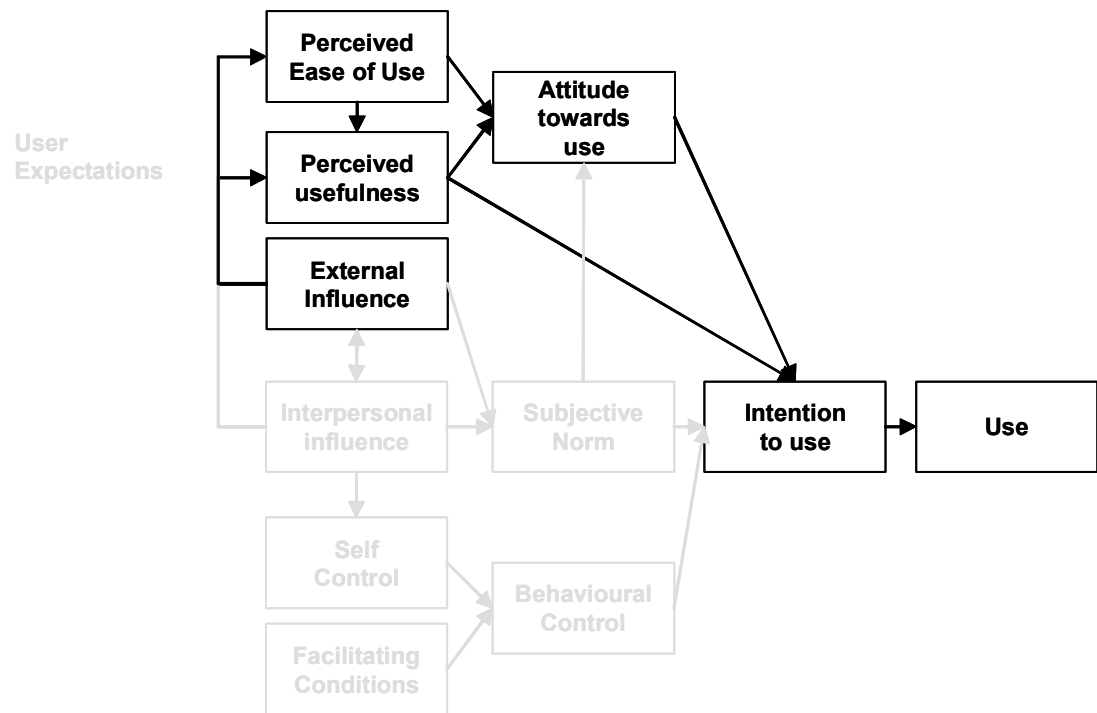 Perceived
Ease of Use
Attitude
towards
use
User
Expectations
Perceived
usefulness
External
Influence
Interpersonal
influence
Subjective
Norm
Intention
to use
Use
Self
Control
Behavioural
Control
Facilitating
Conditions